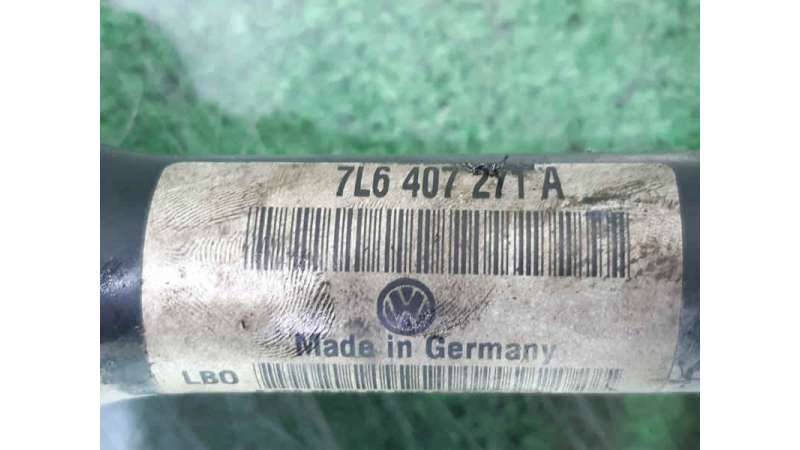 7L6 407 271 A
VW
Made in Germany
LBO